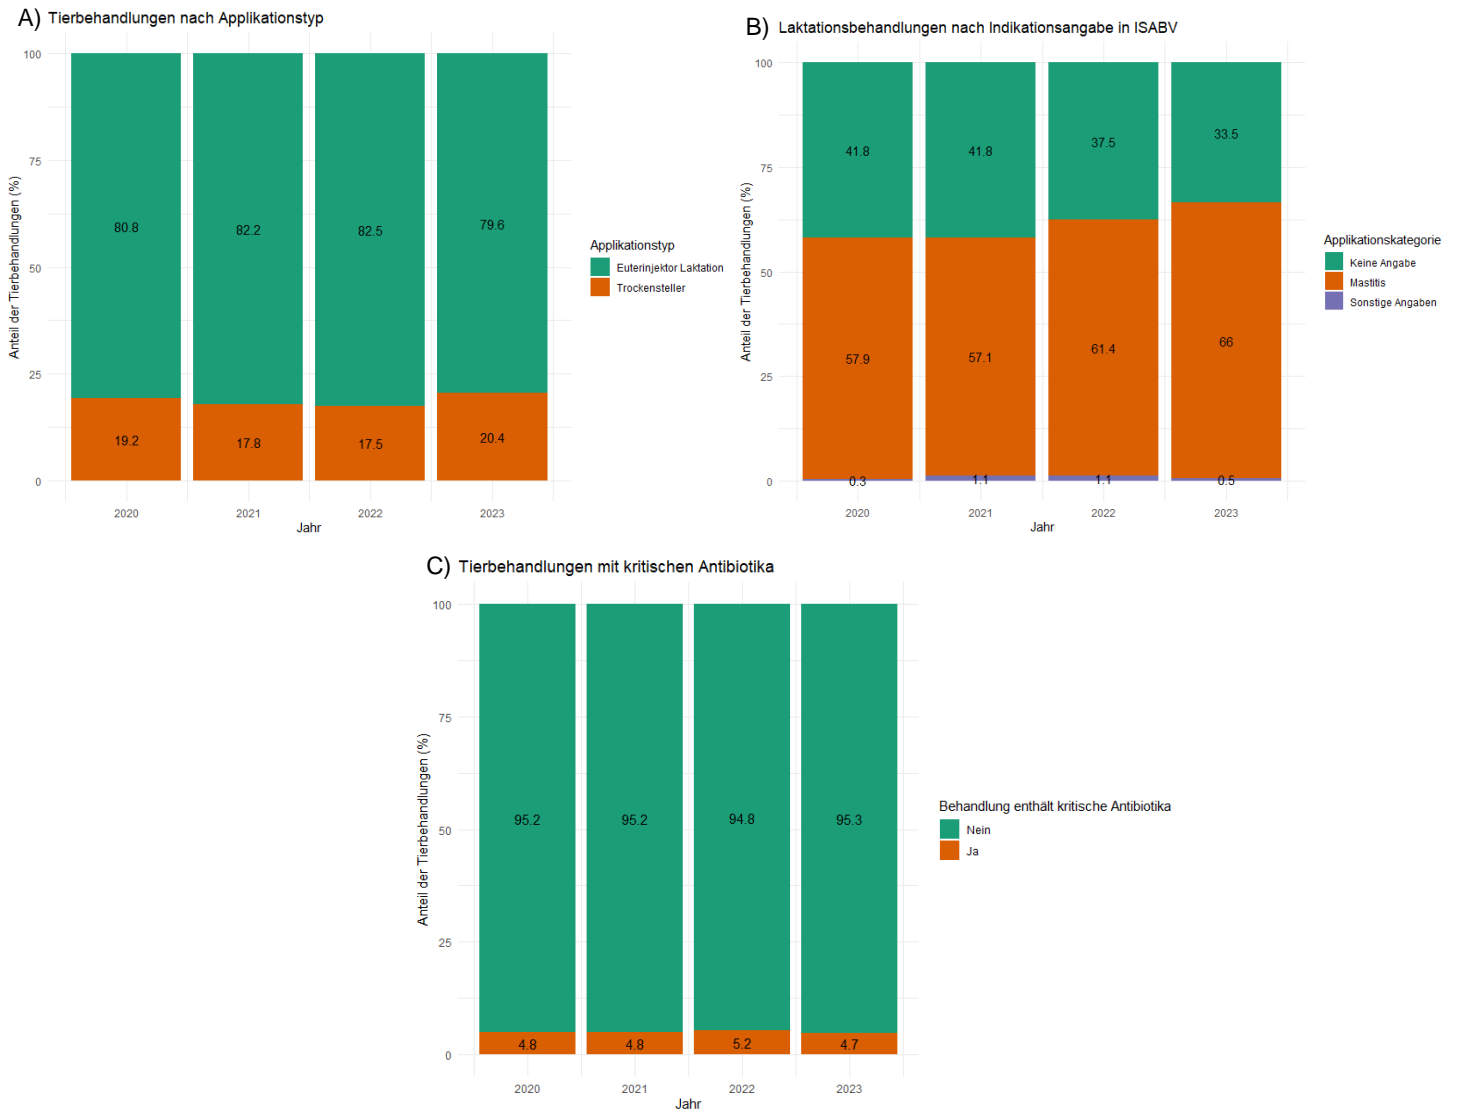 A) Tierbehandlungen nach Applikationstyp
Anteil der Tierbehandlungen (%)
100
75
50
25
0
80.8
82.2
82.5
79.6
19.2
17.8
17.5
20.4
2020
2021
2022
2023
Jahr
Applikationstyp
Euterinjektor Laktation
Trockensteller
B) Laktationsbehandlungen nach Indikationsangabe in ISABV
Anteil der Tierbehandlungen (%)
100
75
50
25
0
41.8
41.8
37.5
33.5
57.9
57.1
61.4
66
0.3
1.1
1.1
0.5
2020
2021
2022
2023
Jahr
Applikationskategorie
Keine Angabe
Mastitis
Sonstige Angaben
C) Tierbehandlungen mit kritischen Antibiotika
Anteil der Tierbehandlungen (%)
100
75
50
25
0
95.2
95.2
94.8
95.3
4.8
4.8
5.2
4.7
2020
2021
2022
2023
Jahr
Behandlung enthält kritische Antibiotika
Nein
Ja